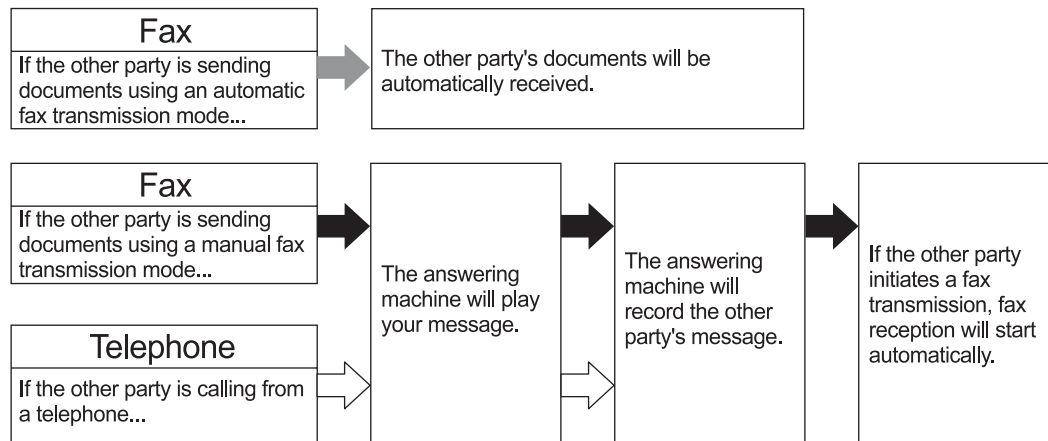 Fax
If the other party is sending
documents using an automatic
fax transmission mode...
The other party's documents will be
automatically received.
Fax
If the other party is sending
documents using a manual fax
transmission mode...
Telephone
If the other party is calling from
a telephone...
The answering
machine will play
your message.
The answering
machine will
record the other
party's message.
If the other party
initiates a fax
transmission, fax
reception will start
automatically.